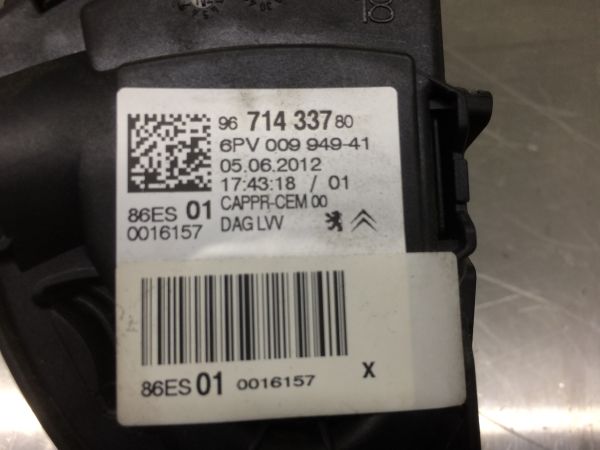 96 714 337 80
6PV 009 949-41
05.06.2012
17:43:18 / 01
86ES 01 CAPPR-CEM 00
0016157 DAG LVV
86ES 01 0016157 X